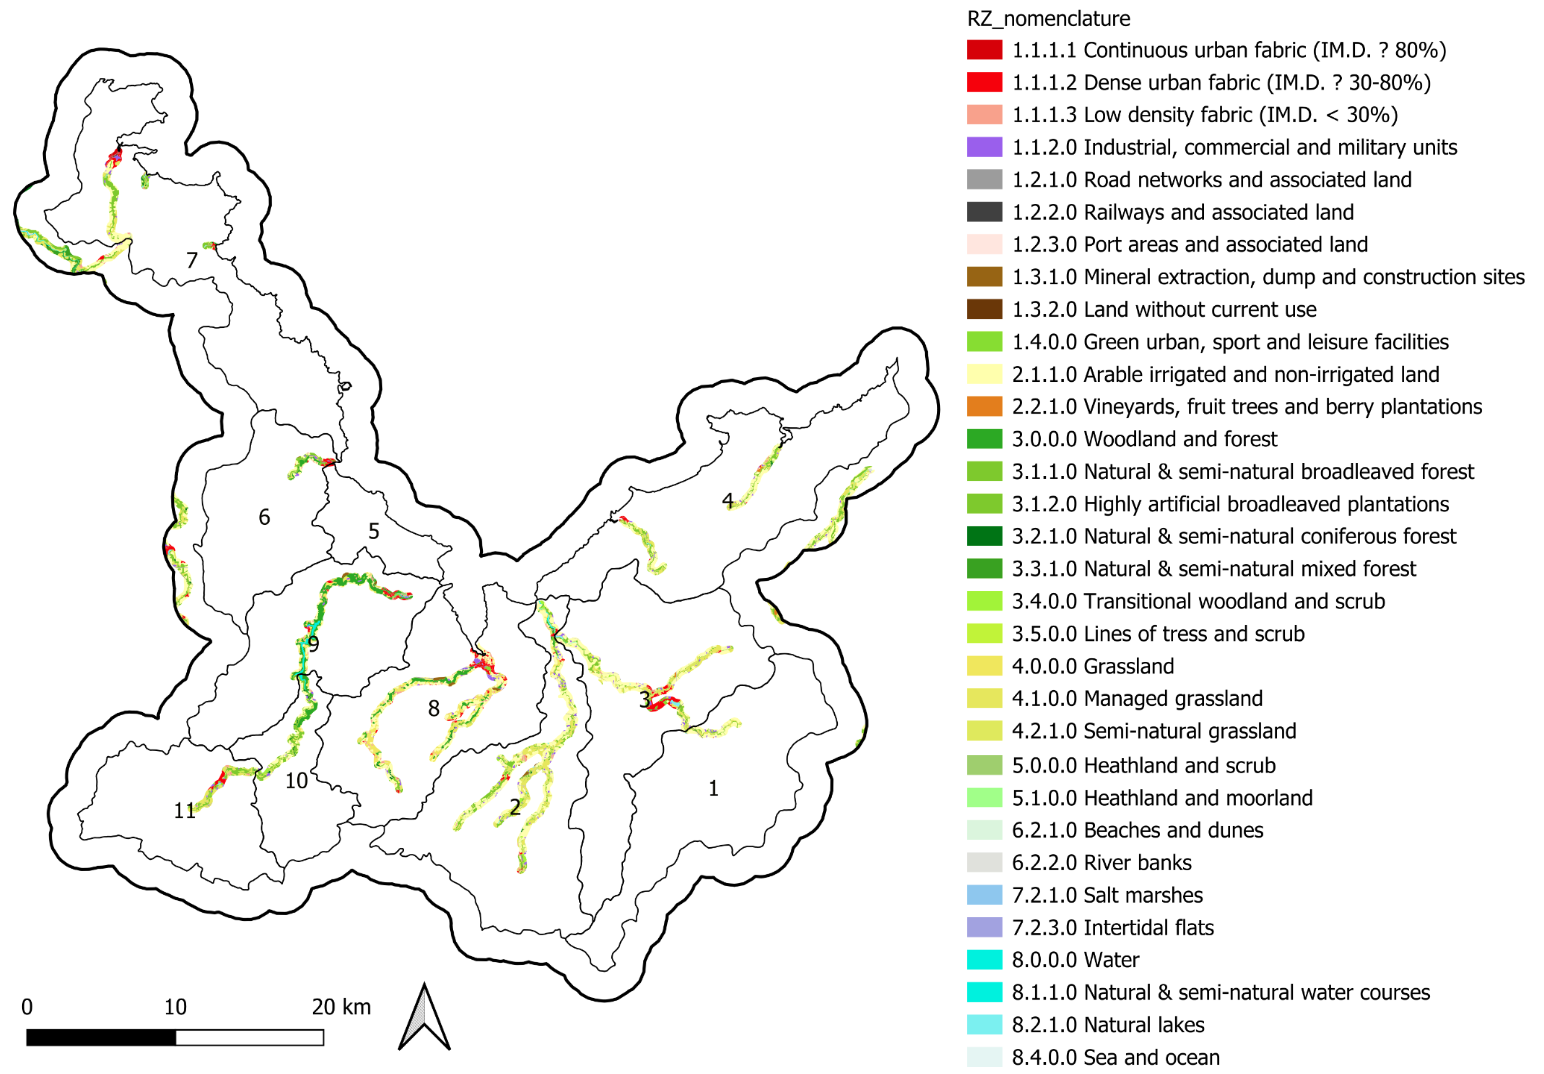 RZ_nomenclature
1.1.1.1 Continuous urban fabric (IM.D. ? 80%)
1.1.1.2 Dense urban fabric (IM.D. ? 30-80%)
1.1.1.3 Low density fabric (IM.D. < 30%)
1.1.2.0 Industrial, commercial and military units
1.2.1.0 Road networks and associated land
1.2.2.0 Railways and associated land
1.2.3.0 Port areas and associated land
1.3.1.0 Mineral extraction, dump and construction sites
1.3.2.0 Land without current use
1.4.0.0 Green urban, sport and leisure facilities
2.1.1.0 Arable irrigated and non-irrigated land
2.2.1.0 Vineyards, fruit trees and berry plantations
3.0.0.0 Woodland and forest
3.1.1.0 Natural & semi-natural broadleaved forest
3.1.2.0 Highly artificial broadleaved plantations
3.2.1.0 Natural & semi-natural coniferous forest
3.3.1.0 Natural & semi-natural mixed forest
3.4.0.0 Transitional woodland and scrub
3.5.0.0 Lines of tress and scrub
4.0.0.0 Grassland
4.1.0.0 Managed grassland
4.2.1.0 Semi-natural grassland
5.0.0.0 Heathland and scrub
5.1.0.0 Heathland and moorland
6.2.1.0 Beaches and dunes
6.2.2.0 River banks
7.2.1.0 Salt marshes
7.2.3.0 Intertidal flats
8.0.0.0 Water
8.1.1.0 Natural & semi-natural water courses
8.2.1.0 Natural lakes
8.4.0.0 Sea and ocean
7
4
6
5
9
3
8
10
1
2
11
0 10 20 km